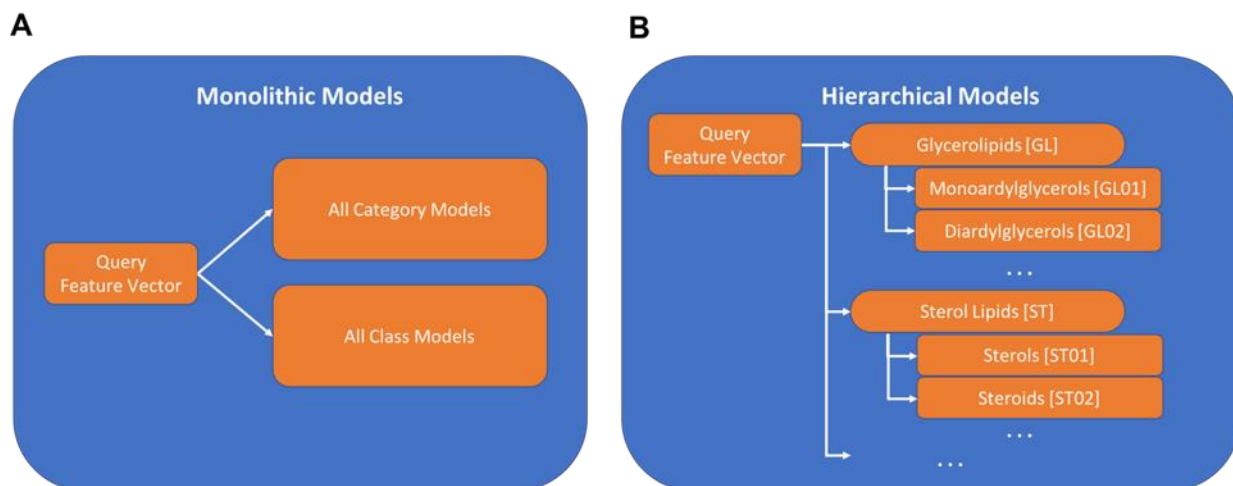 A
Monolithic Models
Query
Feature Vector
All Category Models
All Class Models
B
Hierarchical Models
Query
Feature Vector
Glycerolipids [GL]
Monoardylglycerols [GL01]
Diardylglycerols [GL02]
...
Sterol Lipids [ST]
Sterols [ST01]
Steroids [ST02]
...
...